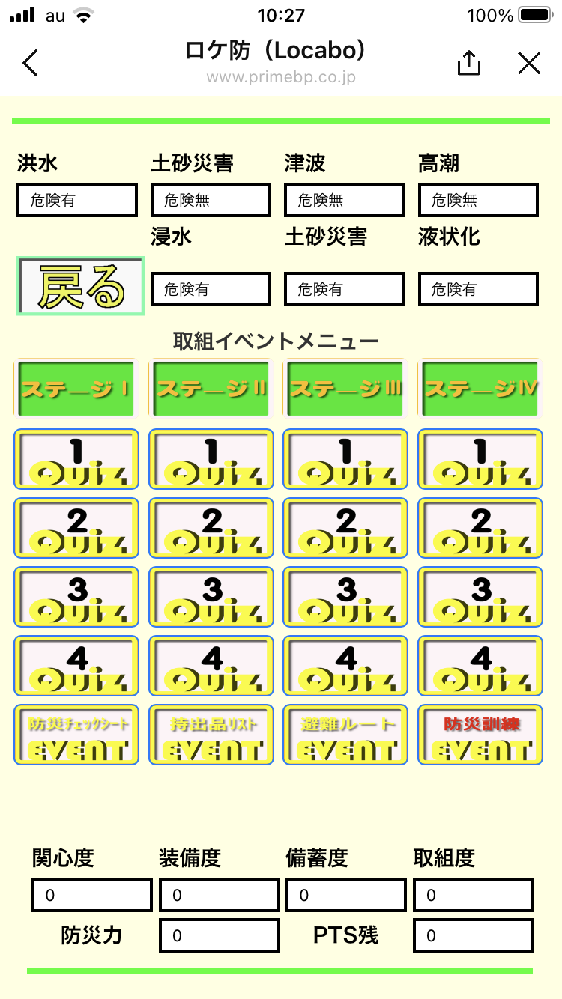 au 10:27 100%
ロケ防（Locabo）
www.primebp.co.jp
洪水 土砂災害 津波 高潮
危険有 危険無 危険無 危険無
浸水 土砂災害 液状化
戻る 危険有 危険有 危険有
取組イベントメニュー
ステージⅠ ステージⅡ ステージⅢ ステージⅣ
1 1 1 1
Quiz Quiz Quiz Quiz
2 2 2 2
Quiz Quiz Quiz Quiz
3 3 3 3
Quiz Quiz Quiz Quiz
4 4 4 4
Quiz Quiz Quiz Quiz
防災ﾁｪｯｸｼｰﾄ 持出品ﾘｽﾄ 避難ルート 防災訓練
EVENT EVENT EVENT EVENT
関心度 装備度 備蓄度 取組度
0 0 0 0
防災力 0 PTS残 0